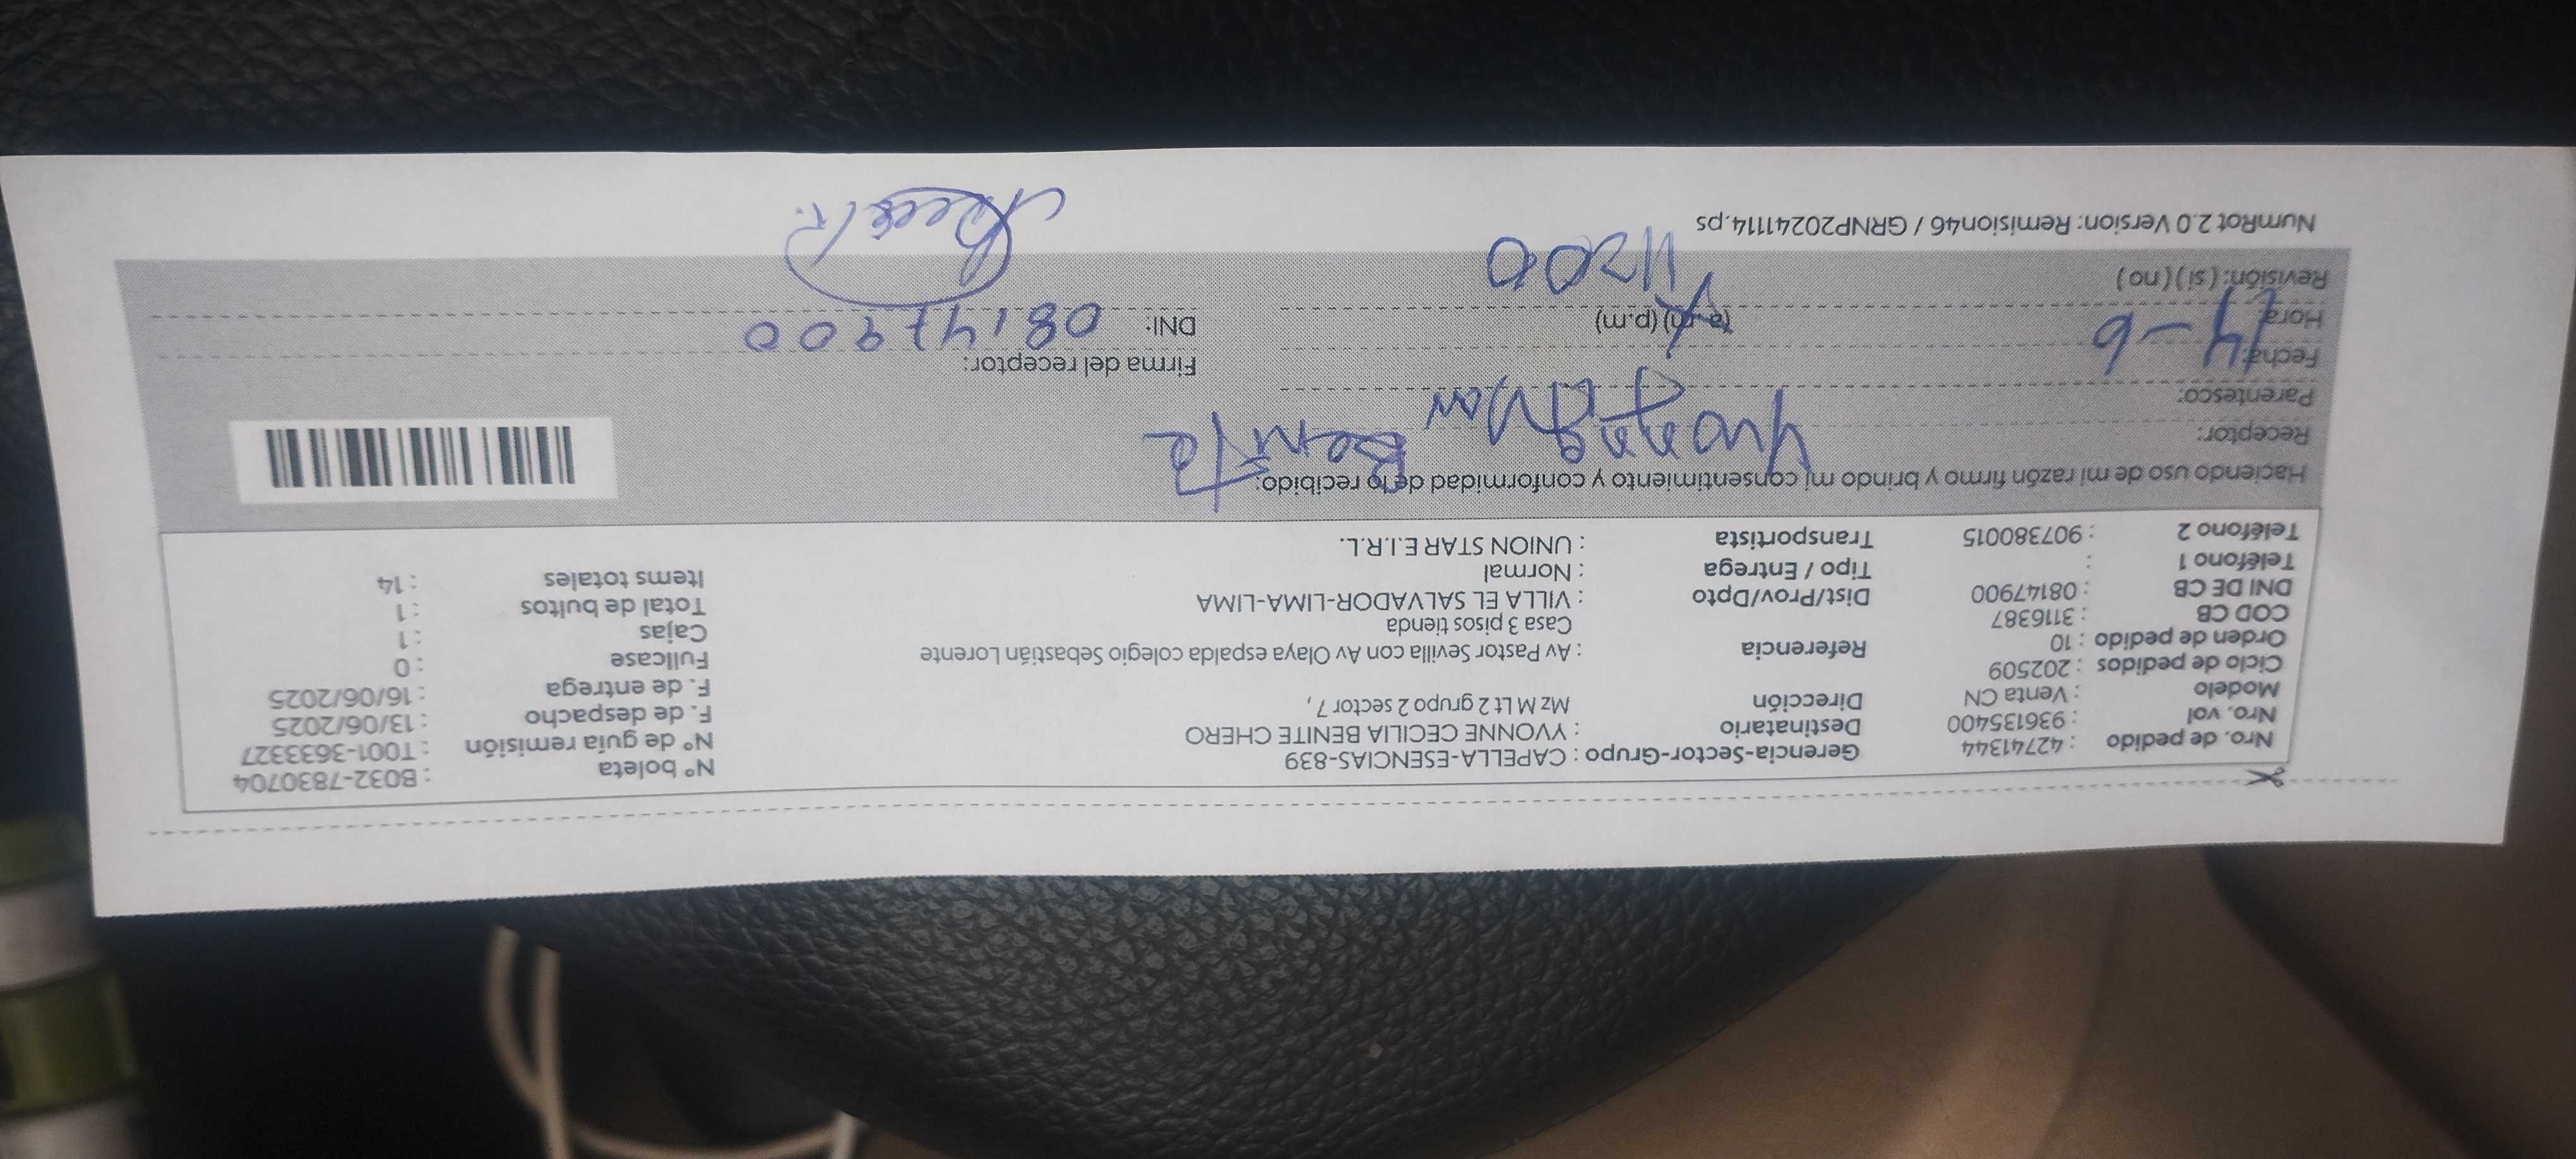 Nro. de pedido : 42741344 Gerencia-Sector-Grupo : CAPELLA-ESENCIAS-839 N° boleta : B032-7830704
Nro. vol : 936135400 Destinatario : YVONNE CECILIA BENITE CHERO N° de guía remisión : T001-3633327
Modelo : Venta CN Dirección Mz M Lt 2 grupo 2 sector 7, F. de despacho : 13/06/2025
Ciclo de pedidos : 202509 F. de entrega : 16/06/2025
Orden de pedido : 10 Referencia : Av Pastor Sevilla con Av Olaya espalda colegio Sebastián Lorente Fullcase : 0
COD CB : 3116387 Casa 3 pisos tienda Cajas : 1
DNI DE CB : 08147900 Dist/Prov/Dpto : VILLA EL SALVADOR-LIMA-LIMA Total de bultos : 1
Teléfono 1 : Tipo / Entrega : Normal Items totales : 14
Teléfono 2 : 907380015 Transportista : UNION STAR E.I.R.L.
Haciendo uso de mi razón firmo y brindo mi consentimiento y conformidad de lo recibido:
Receptor: Yvonne Benite
Parentesco:
Fecha: 14-6 Firma del receptor:
Hora: (a.m) (p.m) DNI: 08147900
Revisión: (si) (no)
NumRot 2.0 Version: Remision46 / GRNP20241114.ps